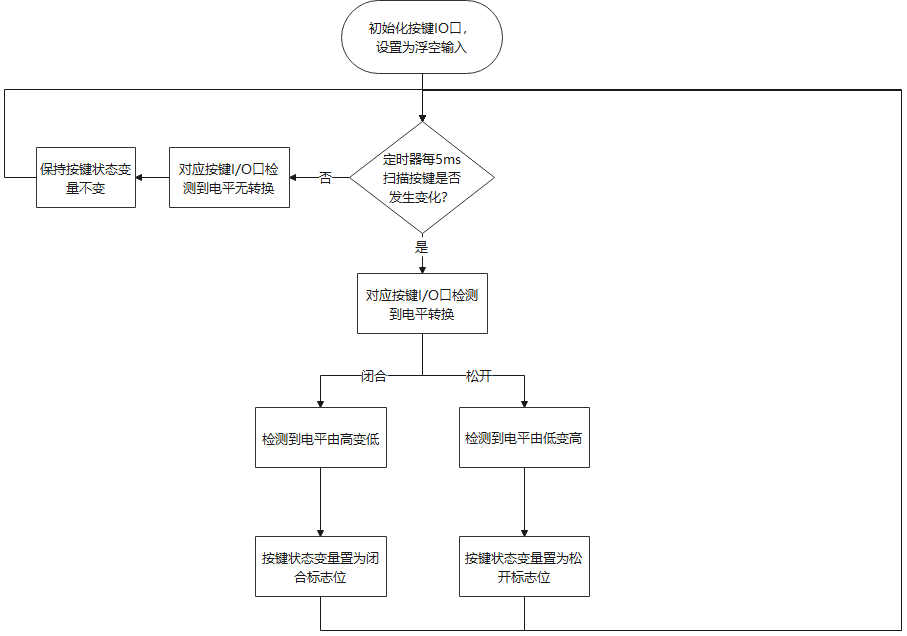 初始化按键IO口,
设置为浮空输入
定时器每5ms
扫描按键是否
发生变化?
否
对应按键I/O口检
测到电平无转换
保持按键状态变
量不变
是
对应按键I/O口检测
到电平转换
闭合
松开
检测到电平由高变低
检测到电平由低变高
按键状态变量置为闭
合标志位
按键状态变量置为松
开标志位